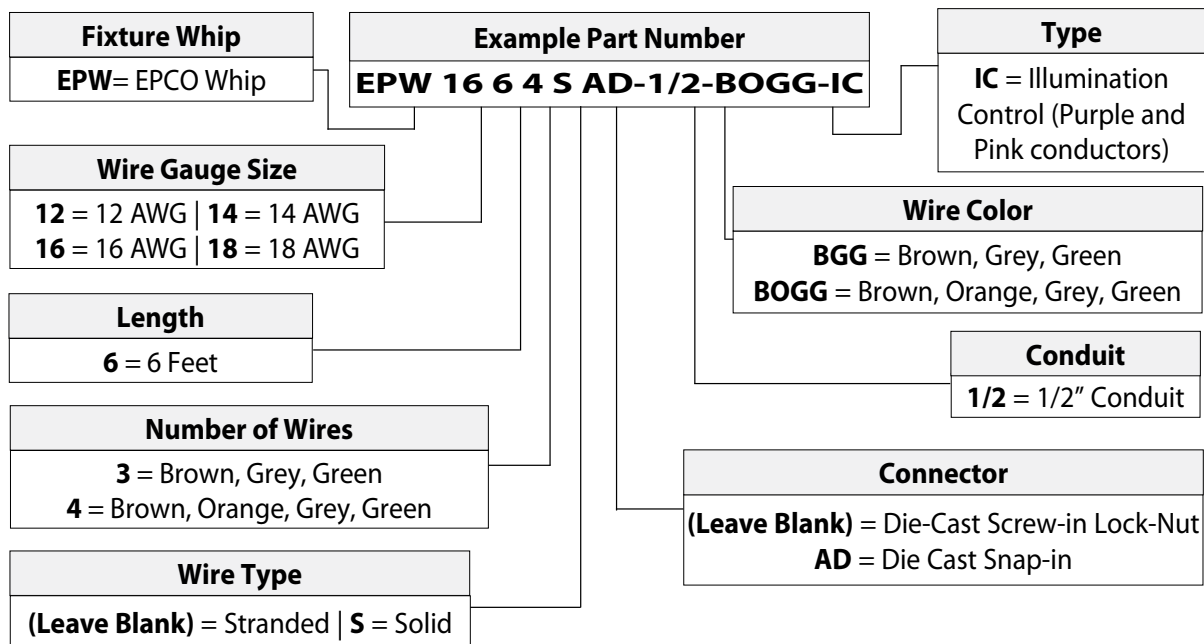 Fixture Whip
EPW= EPCO Whip
Example Part Number
EPW 16 6 4 S AD-1/2-BOGG-IC
Type
IC = Illumination
Control (Purple and
Pink conductors)
Wire Gauge Size
12 = 12 AWG | 14 = 14 AWG
16 = 16 AWG | 18 = 18 AWG
Wire Color
BGG = Brown, Grey, Green
BOGG = Brown, Orange, Grey, Green
Length
6 = 6 Feet
Conduit
1/2 = 1/2” Conduit
Number of Wires
3 = Brown, Grey, Green
4 = Brown, Orange, Grey, Green
Connector
(Leave Blank) = Die-Cast Screw-in Lock-Nut
AD = Die Cast Snap-in
Wire Type
(Leave Blank) = Stranded | S = Solid